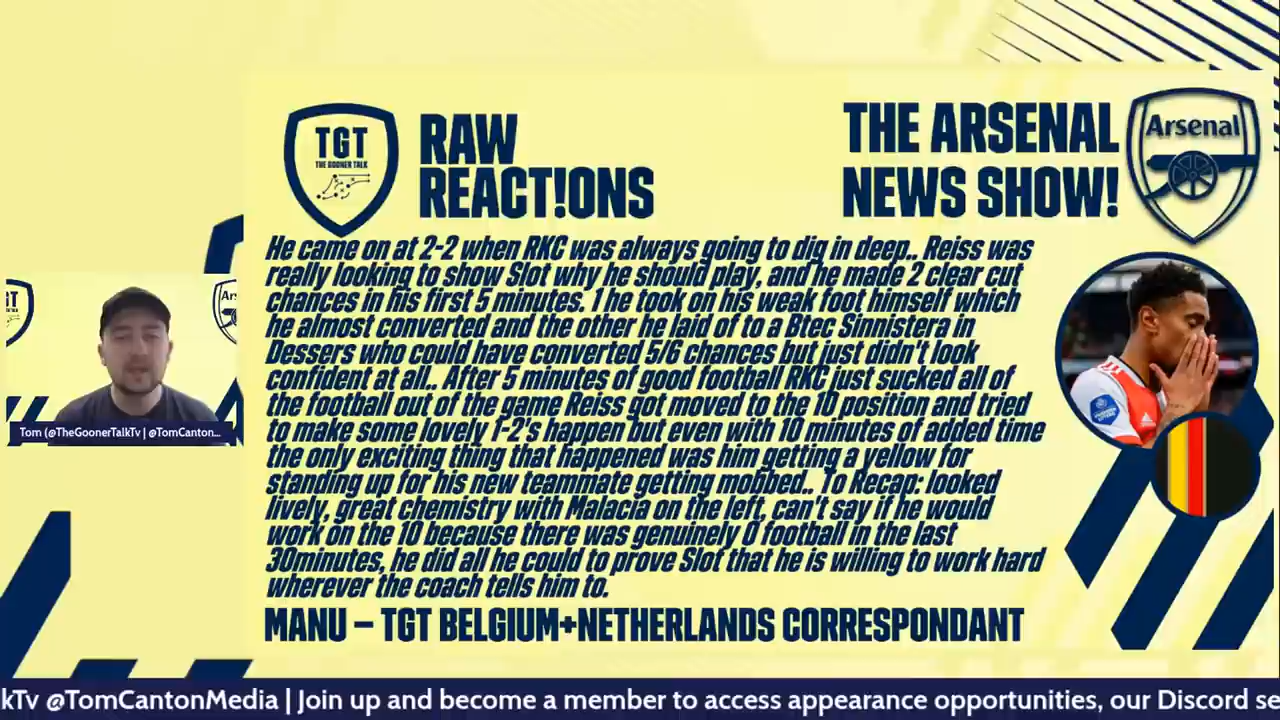 TGT
THE GOONER TALK
RAW
REACT!ONS
THE ARSENAL
NEWS SHOW!
Arsenal
He came on at 2-2 when RKC was always going to dig in deep.. Reiss was
really looking to show Slot why he should play, and he made 2 clear cut
chances in his first 5 minutes. 1 he took on his weak foot himself which
he almost converted and the other he laid of to a Btec Sinnistera in
Dessers who could have converted 5/6 chances but just didn't look
confident at all.. After 5 minutes of good football RKC just sucked all of
the football out of the game Reiss got moved to the 10 position and tried
to make some lovely 1-2's happen but even with 10 minutes of added time
the only exciting thing that happened was him getting a yellow for
standing up for his new teammate getting mobbed.. To Recap: looked
lively, great chemistry with Malacia on the left, can't say if he would
work on the 10 because there was genuinely 0 football in the last
30minutes, he did all he could to prove Slot that he is willing to work hard
wherever the coach tells him to.
MANU – TGT BELGIUM+NETHERLANDS CORRESPONDANT
Tom (@TheGoonerTalkTv | @TomCanton...
kTv @TomCantonMedia | Join up and become a member to access appearance opportunities, our Discord se